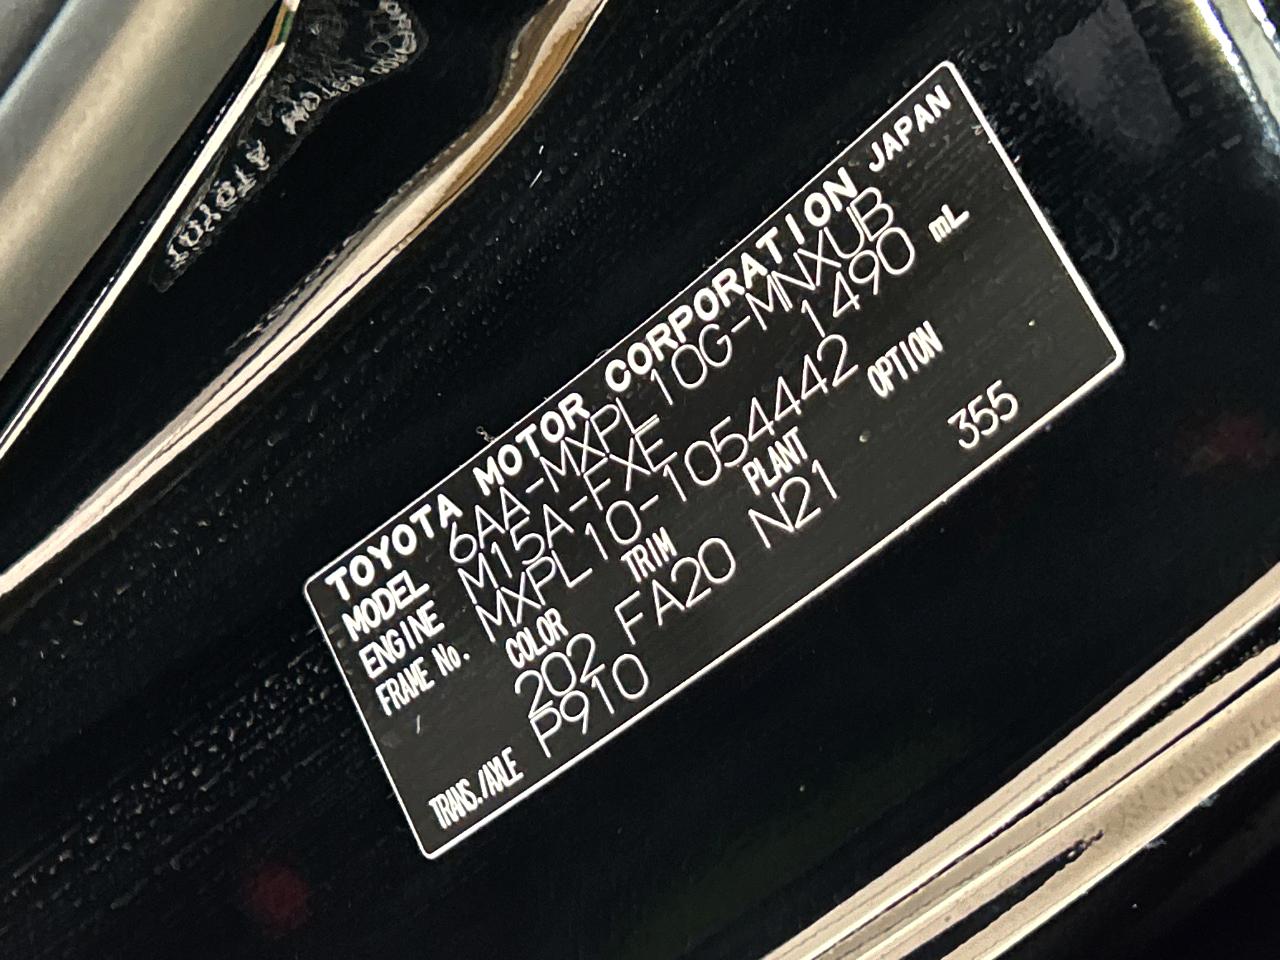 TOYOTA MOTOR CORPORATION JAPAN
MODEL 6AA-MXPL10G-MNXUB
ENGINE M15A-FXE 1490 mL
FRAME No. MXPL10-1054442
COLOR TRIM PLANT OPTION
202 FA20 N21 355
TRANS./AXLE P910